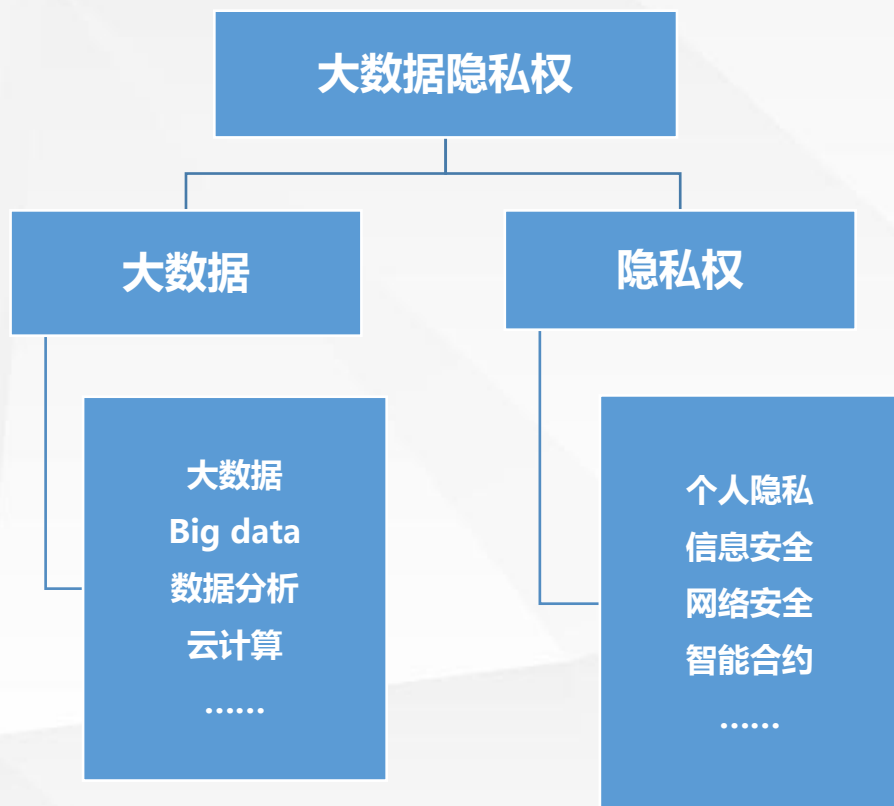 大数据隐私权
大数据
隐私权
大数据
Big data
数据分析
云计算
……
个人隐私
信息安全
网络安全
智能合约
……